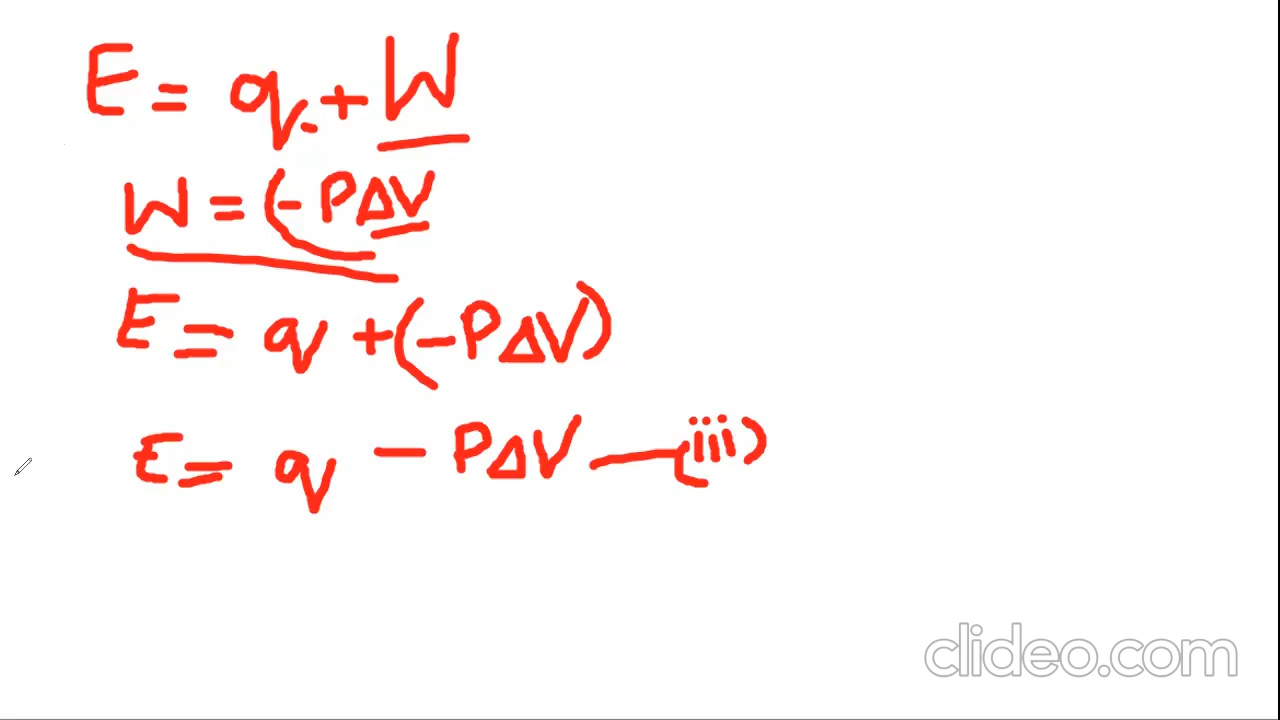 E = q + W
W = (-PΔV
E = q + (-PΔV)
E = q - PΔV — (iii)
clideo.com